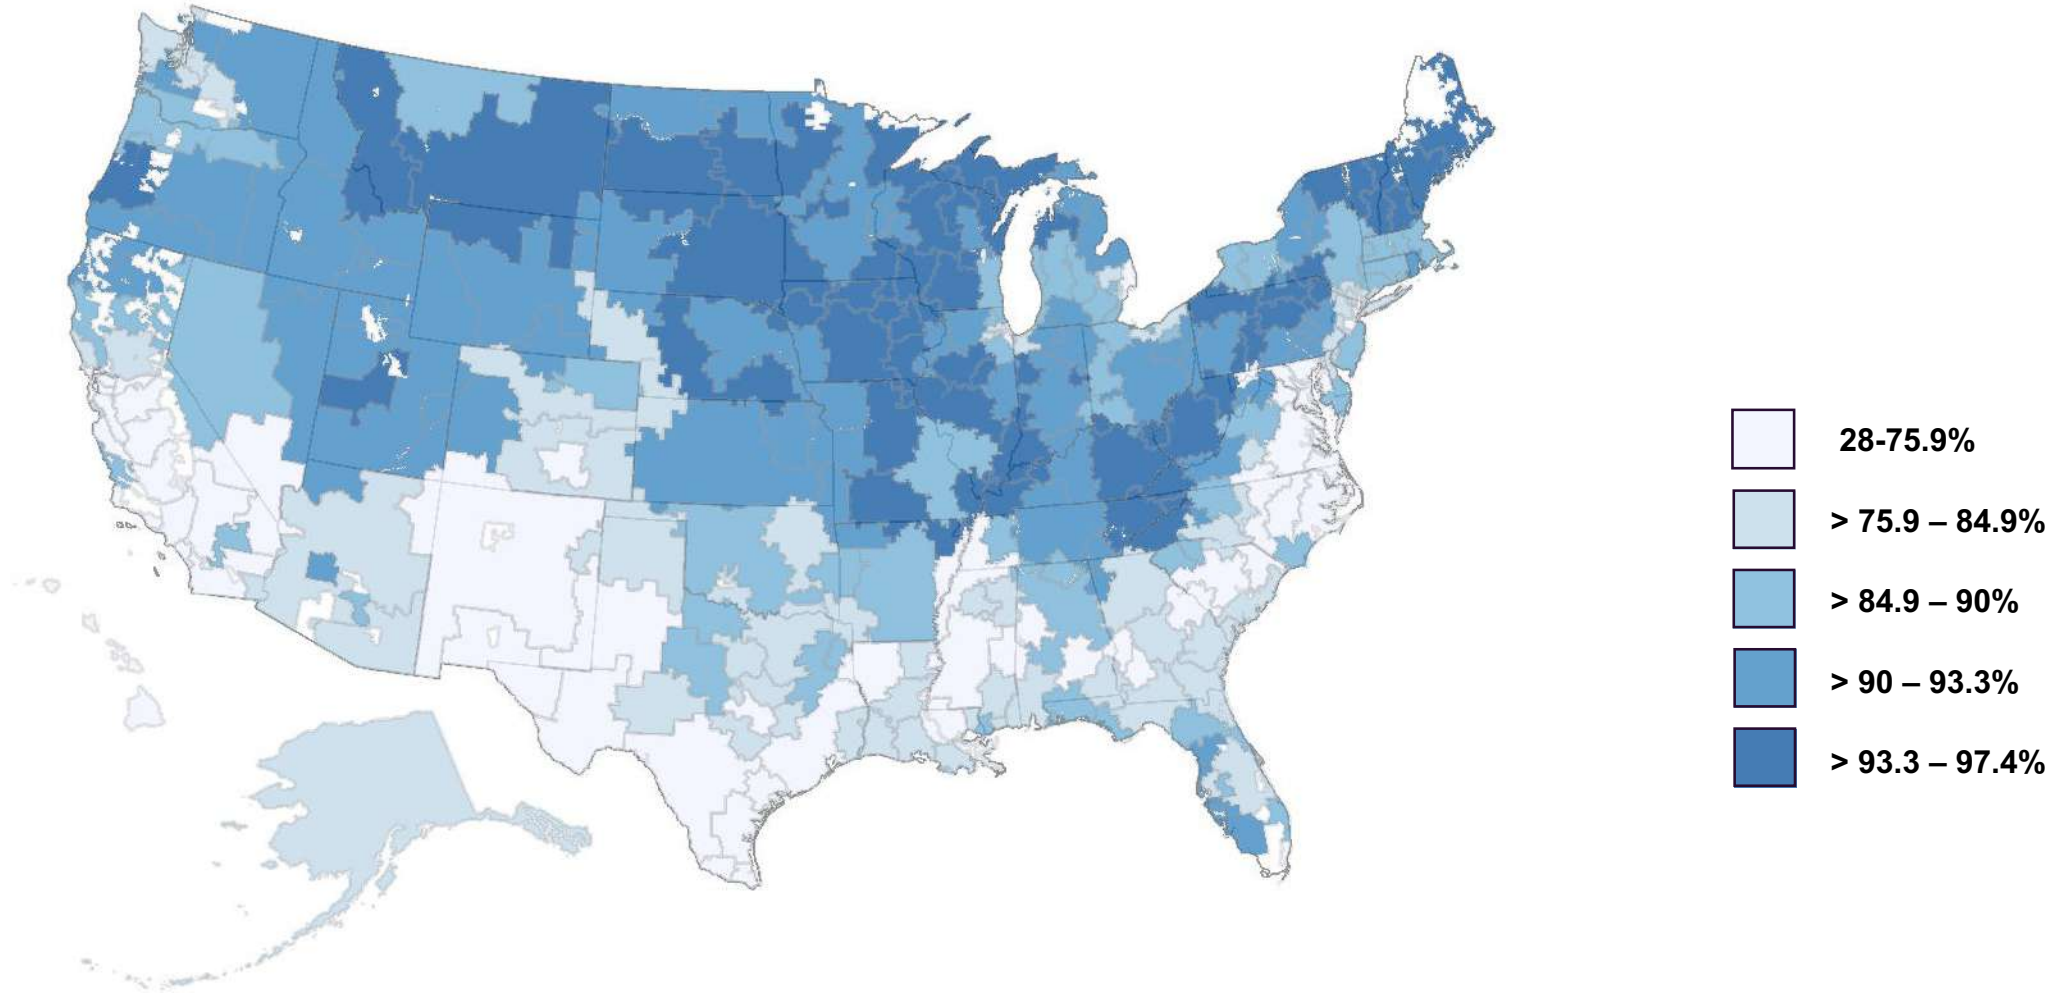 28-75.9%
> 75.9 – 84.9%
> 84.9 – 90%
> 90 – 93.3%
> 93.3 – 97.4%